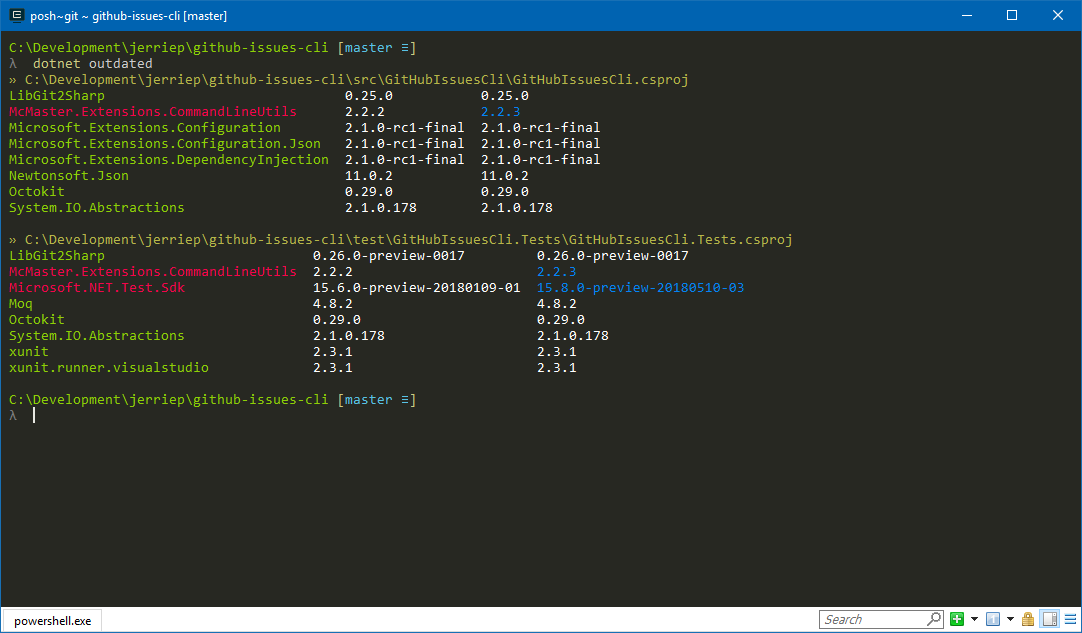 posh~git ~ github-issues-cli [master]
C:\Development\jerriep\github-issues-cli [master ≡]
λ  dotnet outdated
» C:\Development\jerriep\github-issues-cli\src\GitHubIssuesCli\GitHubIssuesCli.csproj
LibGit2Sharp 0.25.0 0.25.0
McMaster.Extensions.CommandLineUtils 2.2.2 2.2.3
Microsoft.Extensions.Configuration 2.1.0-rc1-final 2.1.0-rc1-final
Microsoft.Extensions.Configuration.Json 2.1.0-rc1-final 2.1.0-rc1-final
Microsoft.Extensions.DependencyInjection 2.1.0-rc1-final 2.1.0-rc1-final
Newtonsoft.Json 11.0.2 11.0.2
Octokit 0.29.0 0.29.0
System.IO.Abstractions 2.1.0.178 2.1.0.178
» C:\Development\jerriep\github-issues-cli\test\GitHubIssuesCli.Tests\GitHubIssuesCli.Tests.csproj
LibGit2Sharp 0.26.0-preview-0017 0.26.0-preview-0017
McMaster.Extensions.CommandLineUtils 2.2.2 2.2.3
Microsoft.NET.Test.Sdk 15.6.0-preview-20180109-01 15.8.0-preview-20180510-03
Moq 4.8.2 4.8.2
Octokit 0.29.0 0.29.0
System.IO.Abstractions 2.1.0.178 2.1.0.178
xunit 2.3.1 2.3.1
xunit.runner.visualstudio 2.3.1 2.3.1
C:\Development\jerriep\github-issues-cli [master ≡]
λ
powershell.exe
Search